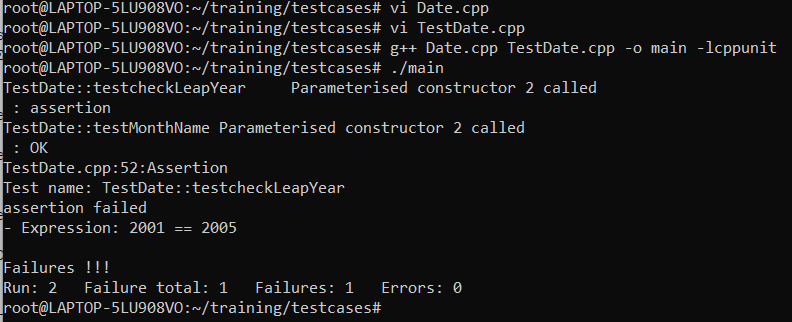 root@LAPTOP-5LU908VO:~/training/testcases# vi Date.cpp
root@LAPTOP-5LU908VO:~/training/testcases# vi TestDate.cpp
root@LAPTOP-5LU908VO:~/training/testcases# g++ Date.cpp TestDate.cpp -o main -lcppunit
root@LAPTOP-5LU908VO:~/training/testcases# ./main
TestDate::testcheckLeapYear     Parameterised constructor 2 called
 : assertion
TestDate::testMonthName Parameterised constructor 2 called
 : OK
TestDate.cpp:52:Assertion
Test name: TestDate::testcheckLeapYear
assertion failed
- Expression: 2001 == 2005
Failures !!!
Run: 2   Failure total: 1   Failures: 1   Errors: 0
root@LAPTOP-5LU908VO:~/training/testcases#